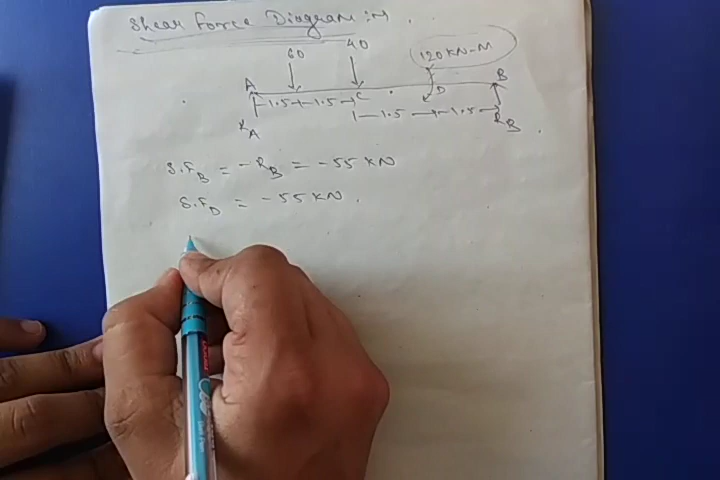 Shear Force Diagram :n
60 40 120 KN-M
A C D B
1.5 1.5 1.5 1.5
RA RB
S.FB = -RB = -55 KN
S.FD = -55 KN.